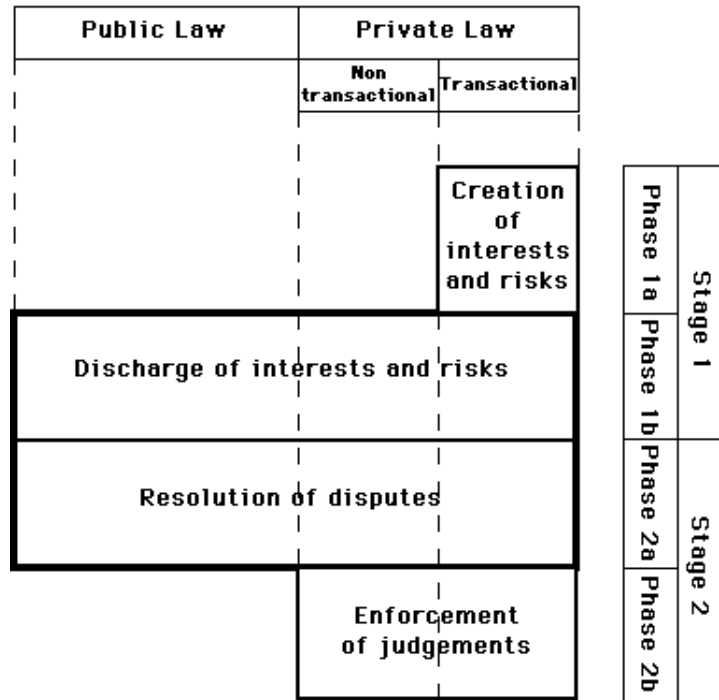 Public Law
Private Law
Non
transactional
Transactional
Creation
of
interests
and risks
Discharge of interests and risks
Resolution of disputes
Enforcement
of judgements
Phase 1a
Phase 1b
Phase 2a
Phase 2b
Stage 1
Stage 2